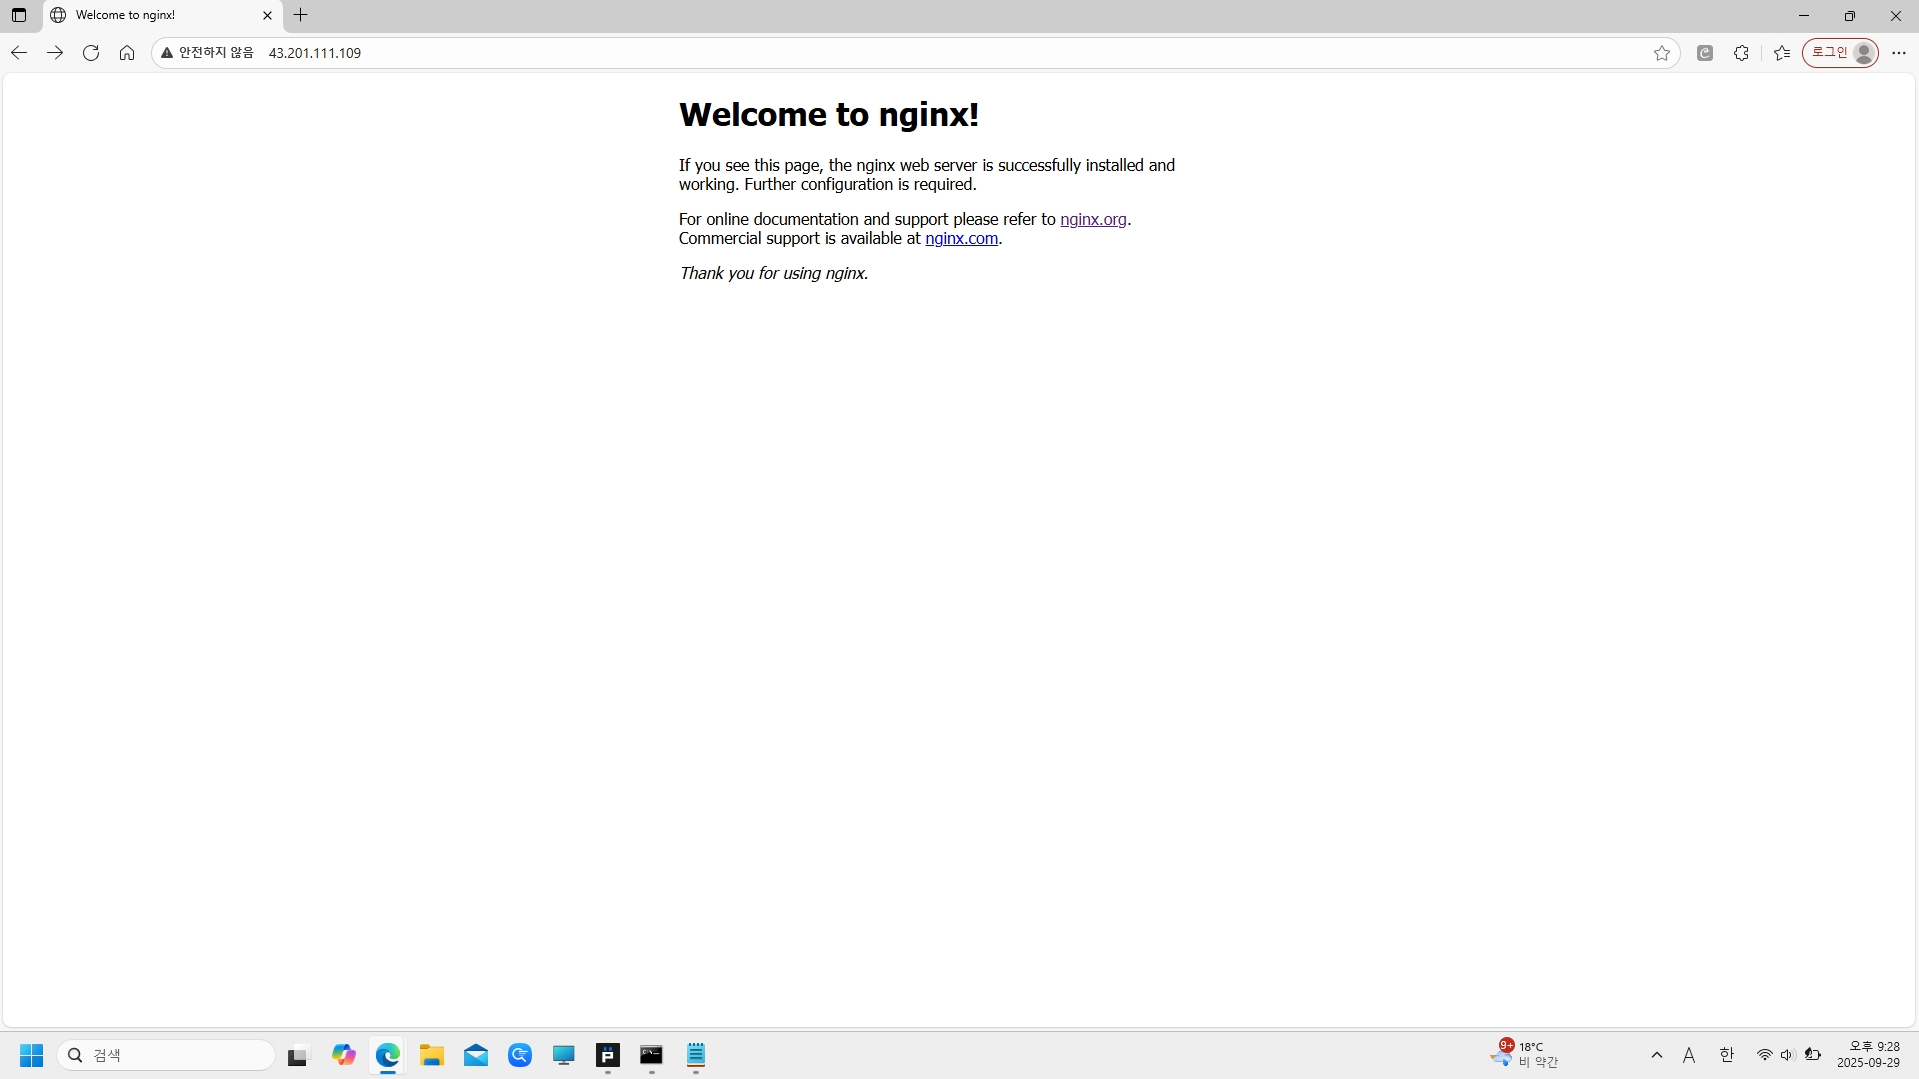 Welcome to nginx!
안전하지 않음 43.201.111.109
로그인
Welcome to nginx!
If you see this page, the nginx web server is successfully installed and
working. Further configuration is required.
For online documentation and support please refer to nginx.org.
Commercial support is available at nginx.com.
Thank you for using nginx.
검색
9+
18°C
비 약간
A
한
오후 9:28
2025-09-29